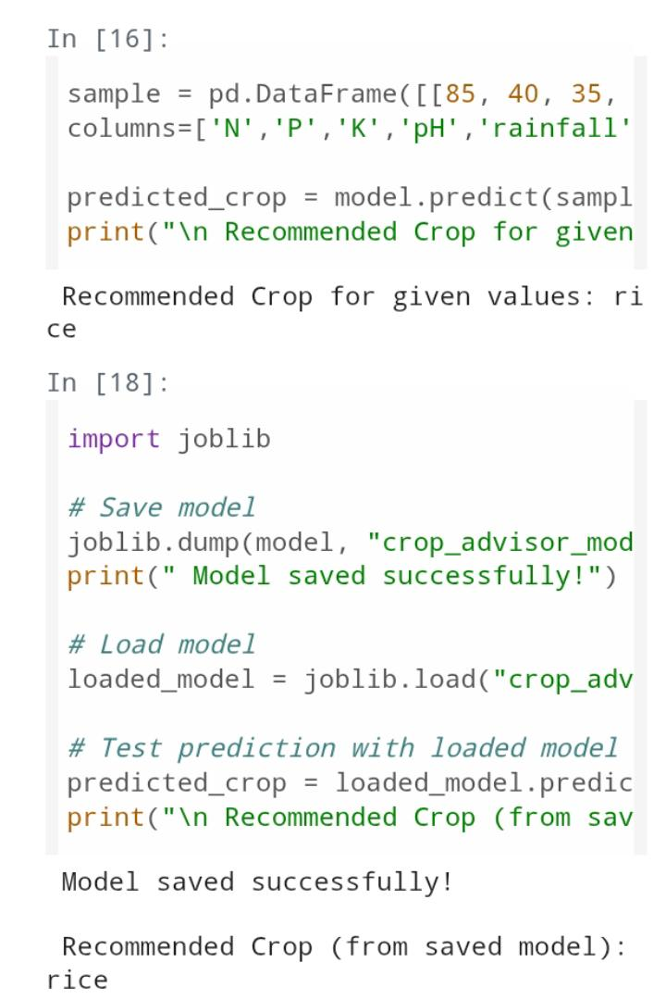 In [16]:
sample = pd.DataFrame([[85, 40, 35,
columns=['N','P','K','pH','rainfall'
predicted_crop = model.predict(sampl
print("\n Recommended Crop for given
Recommended Crop for given values: ri
ce
In [18]:
import joblib
# Save model
joblib.dump(model, "crop_advisor_mod
print(" Model saved successfully!")
# Load model
loaded_model = joblib.load("crop_adv
# Test prediction with loaded model
predicted_crop = loaded_model.predic
print("\n Recommended Crop (from sav
Model saved successfully!
Recommended Crop (from saved model):
rice